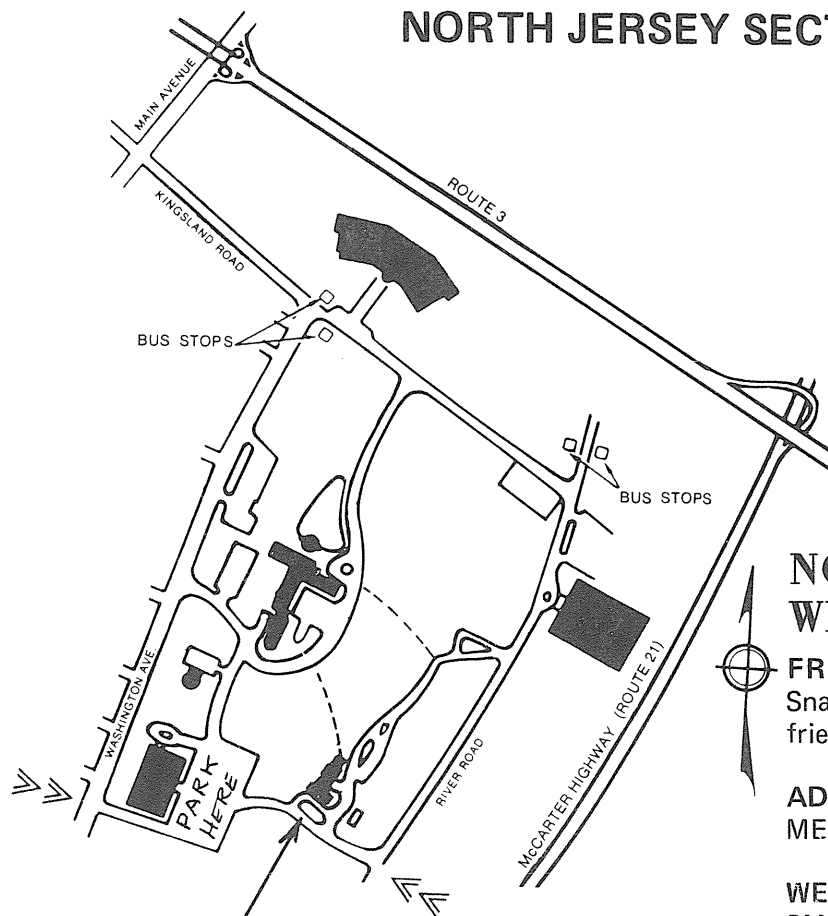 NORTH JERSEY SECT
MAIN AVENUE
ROUTE 3
KINGSLAND ROAD
BUS STOPS
BUS STOPS
WASHINGTON AVE.
PARK
HERE
RIVER ROAD
McCARTER HIGHWAY (ROUTE 21)
FR
Sna
frie
AD
ME
WE